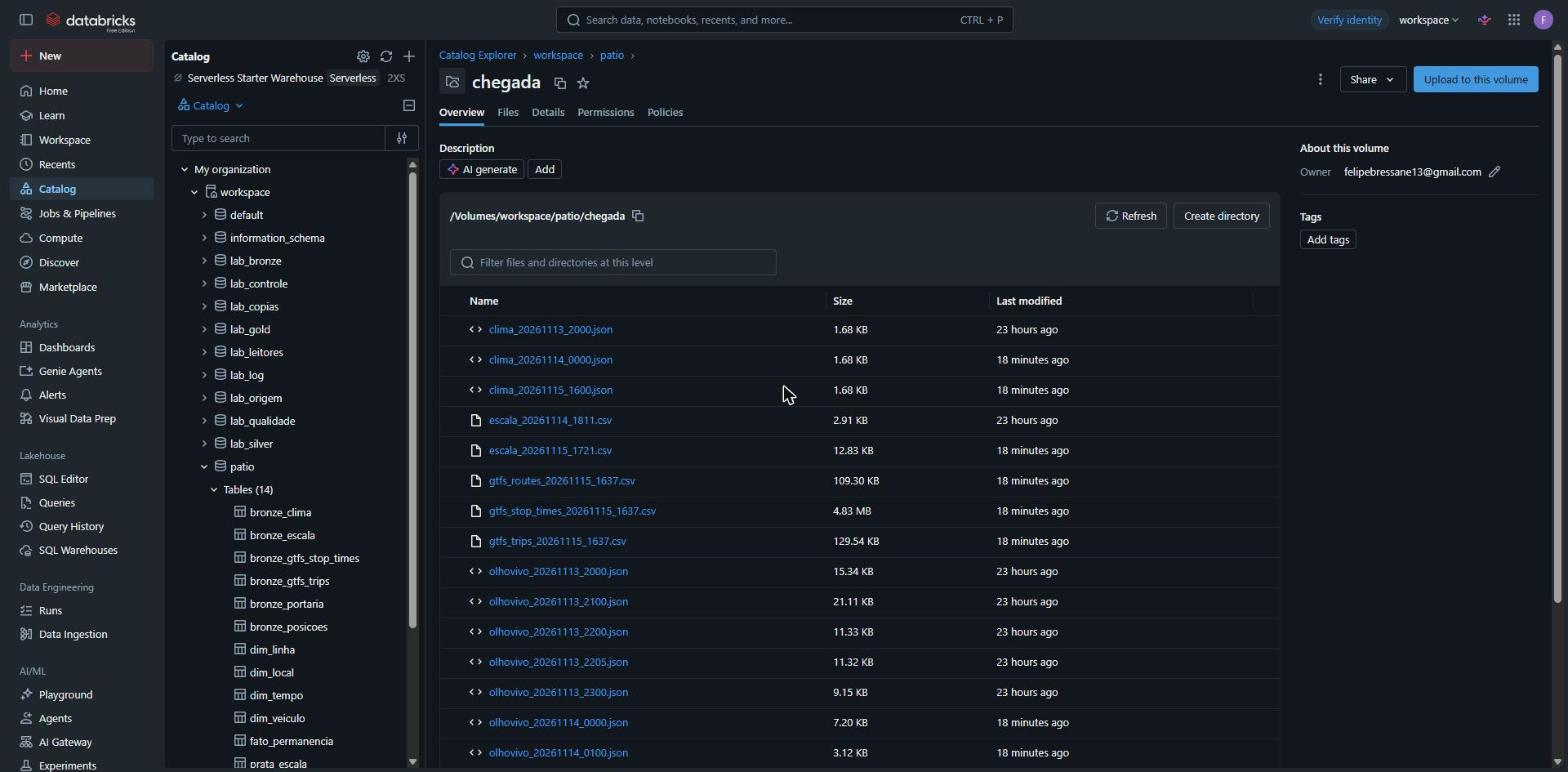 databricks
Free Edition
Search data, notebooks, recents, and more...
CTRL + P
Verify identity
workspace
F
New
Home
Learn
Workspace
Recents
Catalog
Jobs & Pipelines
Compute
Discover
Marketplace
Analytics
Dashboards
Genie Agents
Alerts
Visual Data Prep
Lakehouse
SQL Editor
Queries
Query History
SQL Warehouses
Data Engineering
Runs
Data Ingestion
AI/ML
Playground
Agents
AI Gateway
Experiments
Catalog
Serverless Starter Warehouse Serverless 2XS
Catalog
Type to search
My organization
workspace
default
information_schema
lab_bronze
lab_controle
lab_copias
lab_gold
lab_leitores
lab_log
lab_origem
lab_qualidade
lab_silver
patio
Tables (14)
bronze_clima
bronze_escala
bronze_gtfs_stop_times
bronze_gtfs_trips
bronze_portaria
bronze_posicoes
dim_linha
dim_local
dim_tempo
dim_veiculo
fato_permanencia
prata_escala
Catalog Explorer > workspace > patio >
chegada
Share
Upload to this volume
Overview Files Details Permissions Policies
Description
AI generate Add
/Volumes/workspace/patio/chegada
Refresh Create directory
Filter files and directories at this level
Name Size Last modified
clima_20261113_2000.json 1.68 KB 23 hours ago
clima_20261114_0000.json 1.68 KB 18 minutes ago
clima_20261115_1600.json 1.68 KB 18 minutes ago
escala_20261114_1811.csv 2.91 KB 23 hours ago
escala_20261115_1721.csv 12.83 KB 18 minutes ago
gtfs_routes_20261115_1637.csv 109.30 KB 18 minutes ago
gtfs_stop_times_20261115_1637.csv 4.83 MB 18 minutes ago
gtfs_trips_20261115_1637.csv 129.54 KB 18 minutes ago
olhovivo_20261113_2000.json 15.34 KB 23 hours ago
olhovivo_20261113_2100.json 21.11 KB 23 hours ago
olhovivo_20261113_2200.json 11.33 KB 23 hours ago
olhovivo_20261113_2205.json 11.32 KB 23 hours ago
olhovivo_20261113_2300.json 9.15 KB 23 hours ago
olhovivo_20261114_0000.json 7.20 KB 18 minutes ago
olhovivo_20261114_0100.json 3.12 KB 18 minutes ago
About this volume
Owner felipebressane13@gmail.com
Tags
Add tags